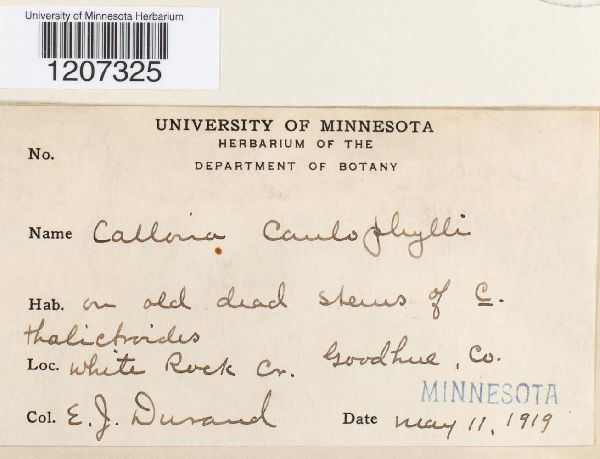 University of Minnesota Herbarium
1207325
UNIVERSITY OF MINNESOTA
HERBARIUM OF THE
DEPARTMENT OF BOTANY
No.
Name Calloria Caulophylli
Hab. on old dead stems of C.
thalictroides
Loc. White Rock Cr. Goodhue, Co.
MINNESOTA
Col. E. J. Durand Date May 11, 1919